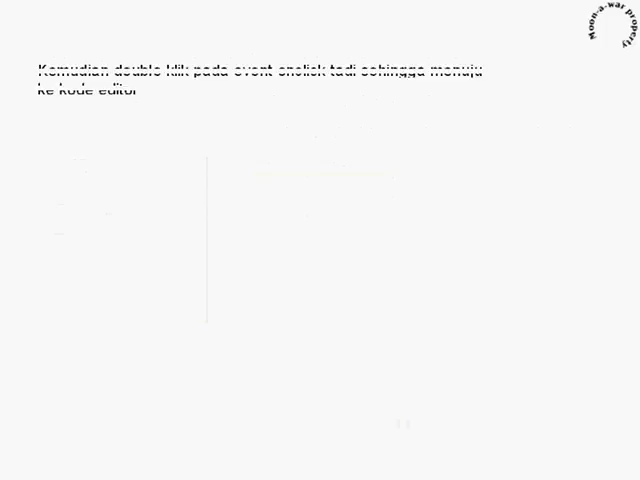 Kemudian double klik pada event onclick tadi sehingga menuju
ke kode editor
Moon-a-war property